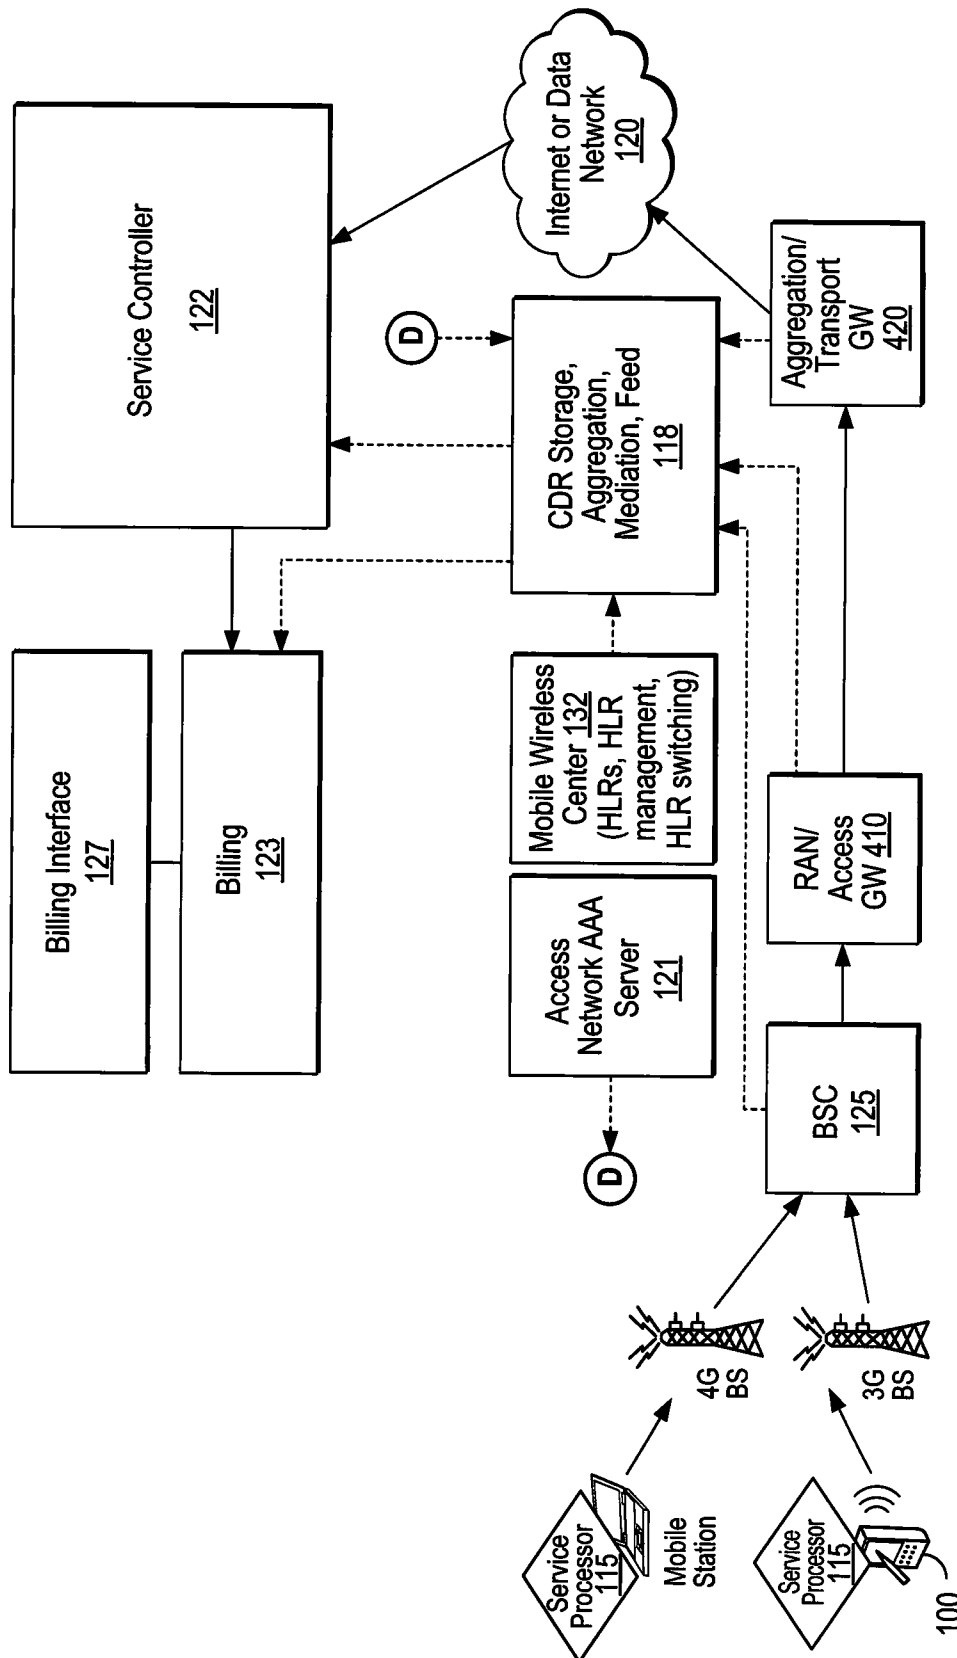 Billing Interface
127
Billing
123
Service Controller
122
D
Access
Network AAA
Server
121
Mobile Wireless
Center 132
(HLRs, HLR
management,
HLR switching)
CDR Storage,
Aggregation,
Mediation, Feed
118
D
Internet or Data
Network
120
Service
Processor
115
Mobile
Station
4G
BS
Service
Processor
115
100
3G
BS
BSC
125
RAN/
Access
GW 410
Aggregation/
Transport
GW
420